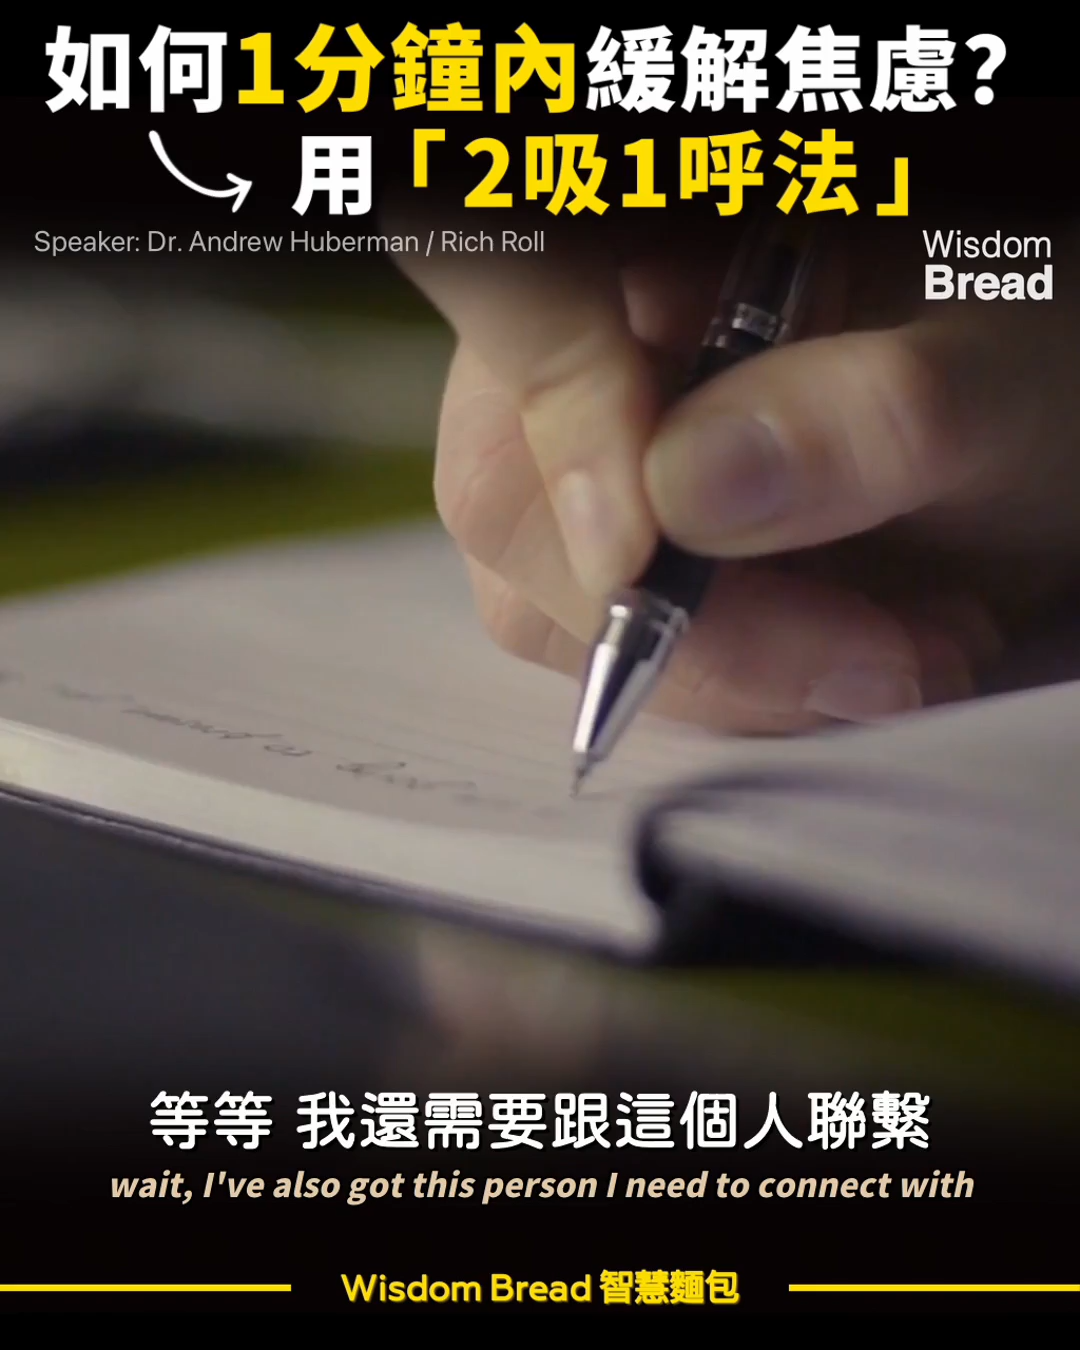 如何1分鐘內緩解焦慮?
用「2吸1呼法」
Speaker: Dr. Andrew Huberman / Rich Roll
Wisdom
Bread
等等 我還需要跟這個人聯繫
wait, I've also got this person I need to connect with
Wisdom Bread 智慧麵包